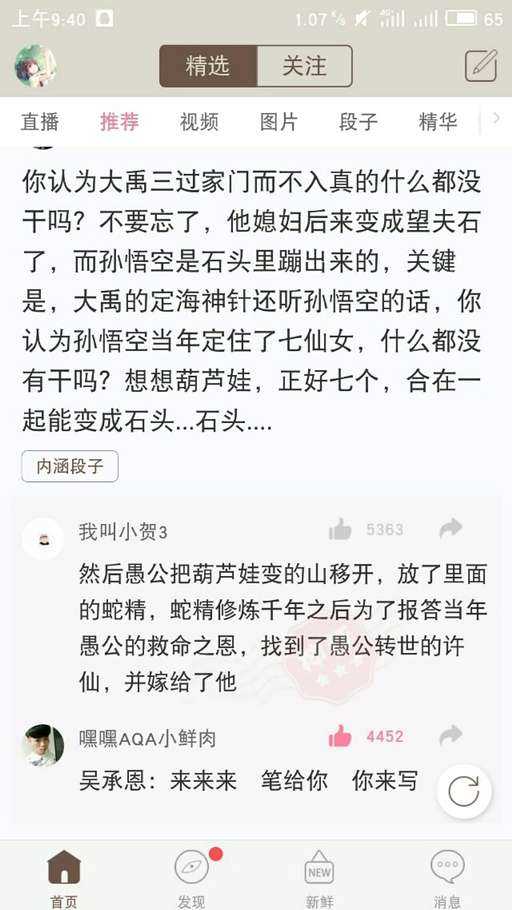 上午9:40
1.07 K/s
4G
65
精选 关注
直播 推荐 视频 图片 段子 精华
你认为大禹三过家门而不入真的什么都没
干吗？不要忘了，他媳妇后来变成望夫石
了，而孙悟空是石头里蹦出来的，关键
是，大禹的定海神针还听孙悟空的话，你
认为孙悟空当年定住了七仙女，什么都没
有干吗？想想葫芦娃，正好七个，合在一
起能变成石头...石头....
内涵段子
我叫小贺3
5363
然后愚公把葫芦娃变的山移开，放了里面
的蛇精，蛇精修炼千年之后为了报答当年
愚公的救命之恩，找到了愚公转世的许
仙，并嫁给了他
嘿嘿AQA小鲜肉
4452
吴承恩：来来来 笔给你 你来写
NEW
首页 发现 新鲜 消息